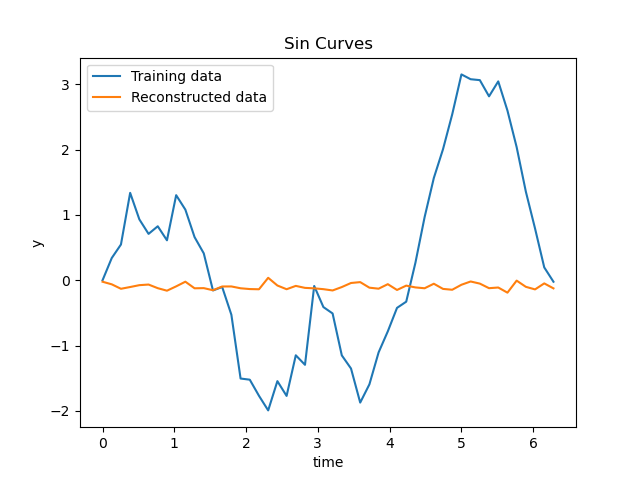 Sin Curves
Training data
Reconstructed data
3
2
1
0
−1
−2
y
0 1 2 3 4 5 6
time